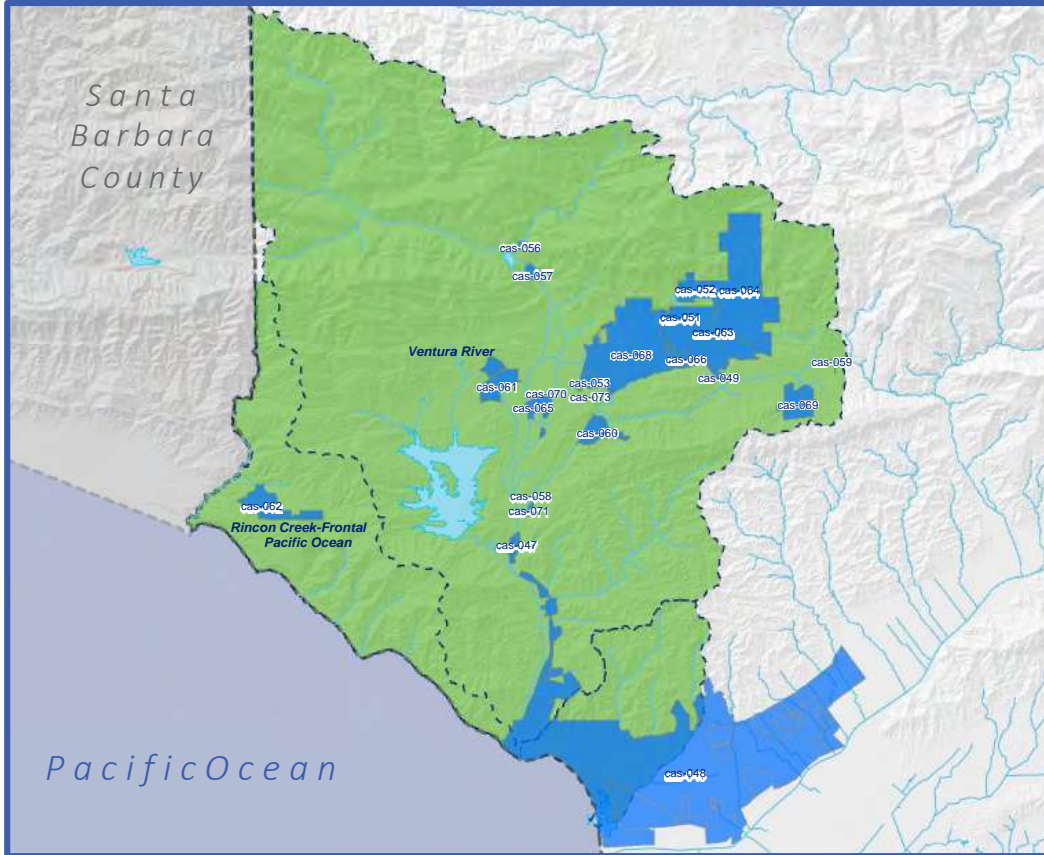 Santa
Barbara
County
cas-056
cas-057
cas-052 cas-064
cas-051
cas-063
Ventura River
cas-068
cas-066
cas-059
cas-049
cas-061
cas-053
cas-070
cas-073
cas-065
cas-069
cas-060
cas-058
cas-062
cas-071
Rincon Creek-Frontal
Pacific Ocean
cas-047
Pacific Ocean
cas-048